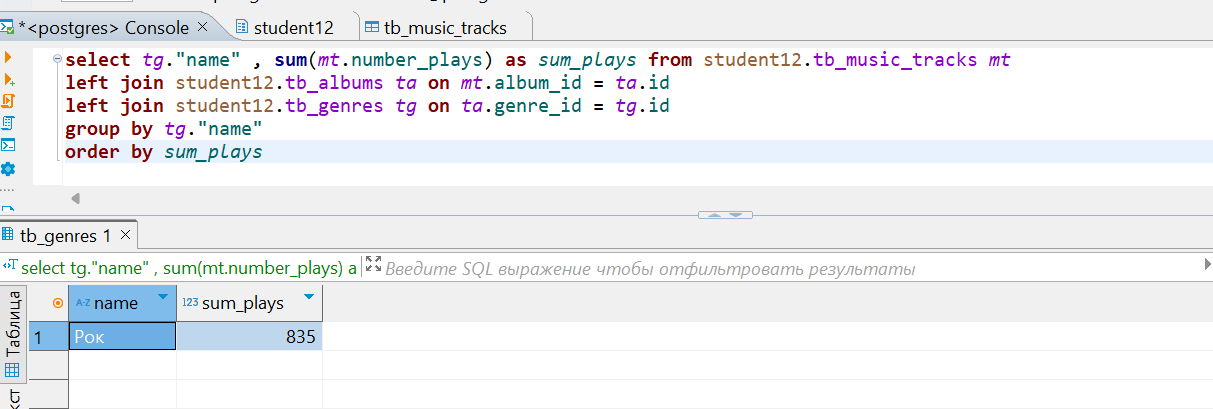 *<postgres> Console
student12
tb_music_tracks
select tg."name" , sum(mt.number_plays) as sum_plays from student12.tb_music_tracks mt
left join student12.tb_albums ta on mt.album_id = ta.id
left join student12.tb_genres tg on ta.genre_id = tg.id
group by tg."name"
order by sum_plays
tb_genres 1
select tg."name" , sum(mt.number_plays) a
Введите SQL выражение чтобы отфильтровать результаты
Таблица
A-Z name
123 sum_plays
1
Рок
835